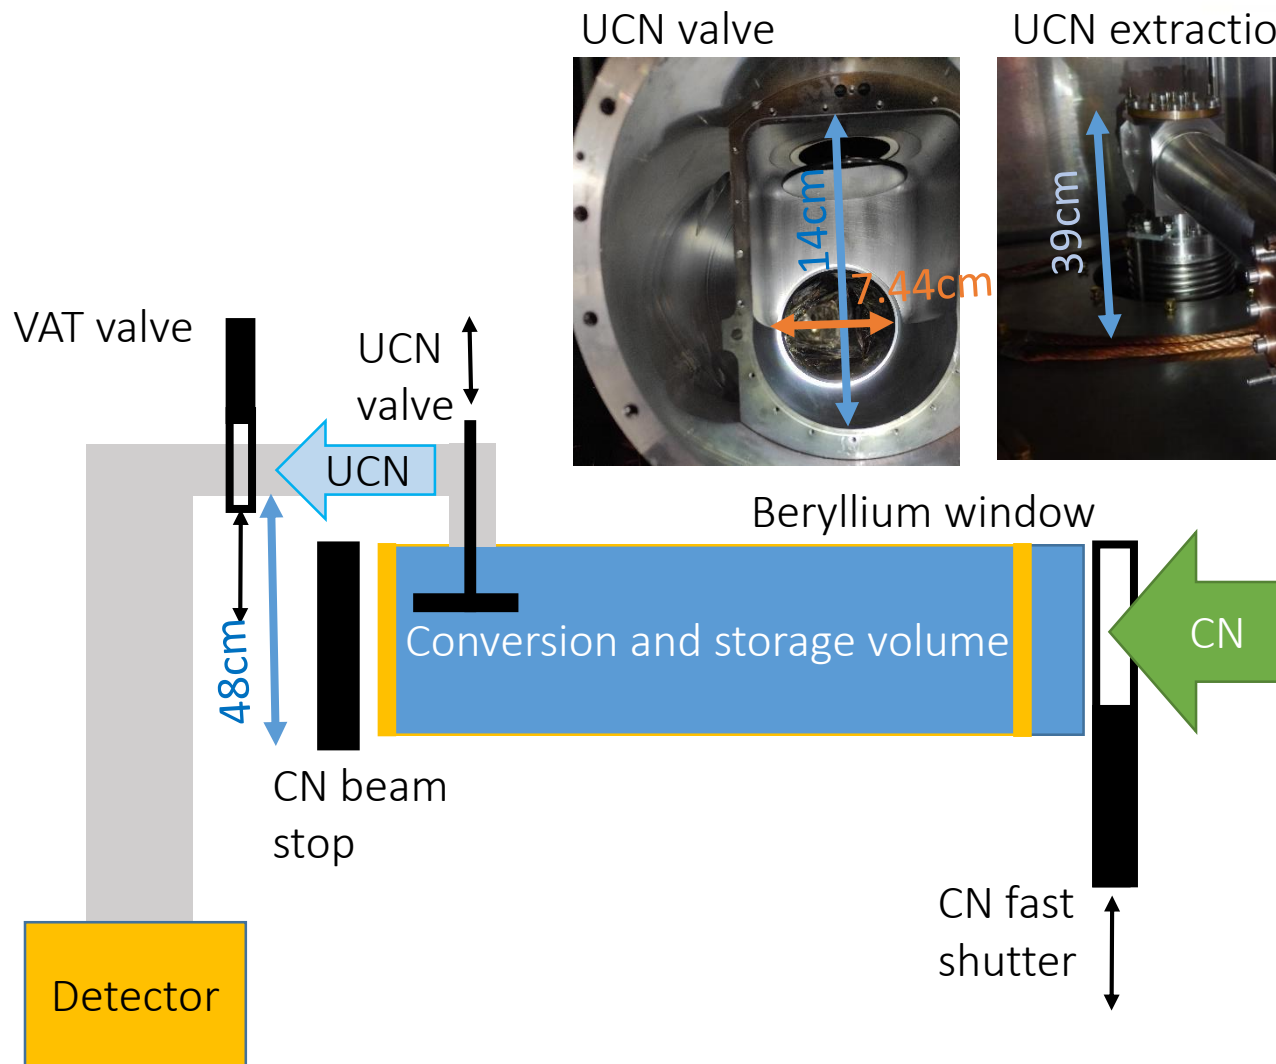 UCN valve
UCN extractio
14cm
7.44cm
39cm
VAT valve
UCN
valve
UCN
Beryllium window
Conversion and storage volume
CN
48cm
CN beam
stop
CN fast
shutter
Detector